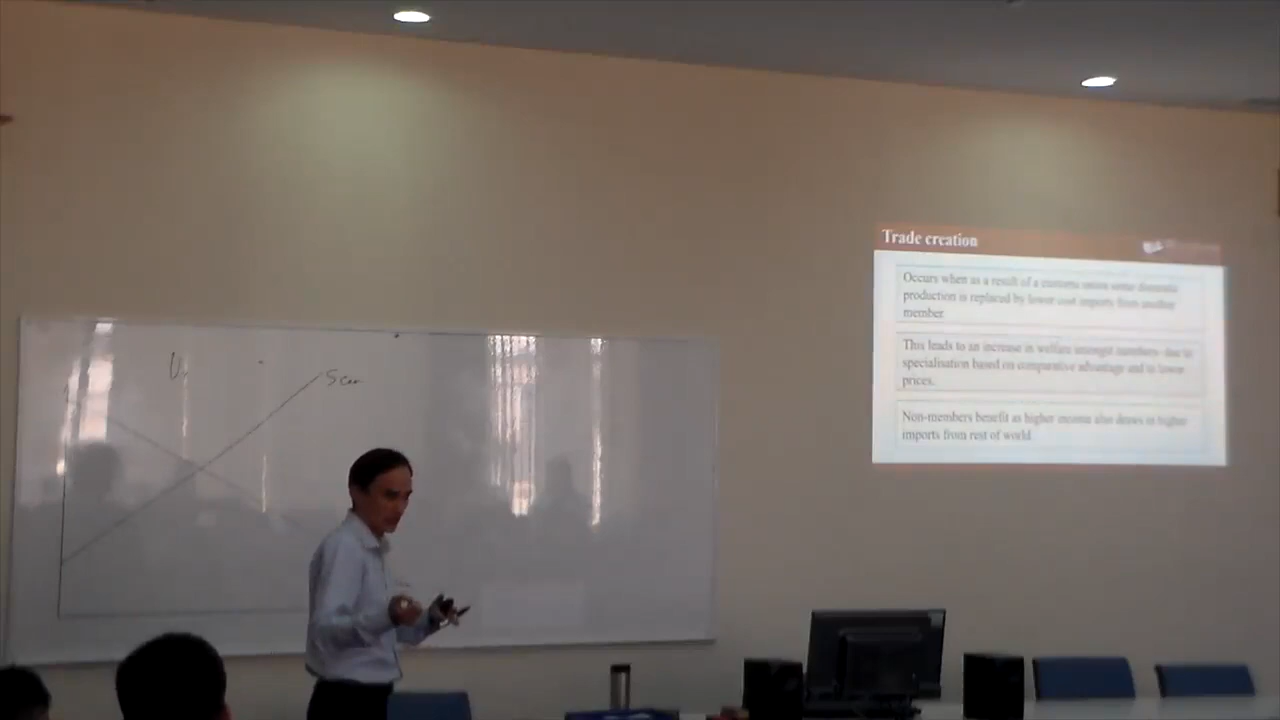 Trade creation
Occurs when as a result of a customs union some domestic
production is replaced by lower cost imports from another
member.
This leads to an increase in welfare amongst members due to
specialisation based on comparative advantage and to lower
prices.
Non-members benefit as higher income also draws in higher
imports from rest of world.